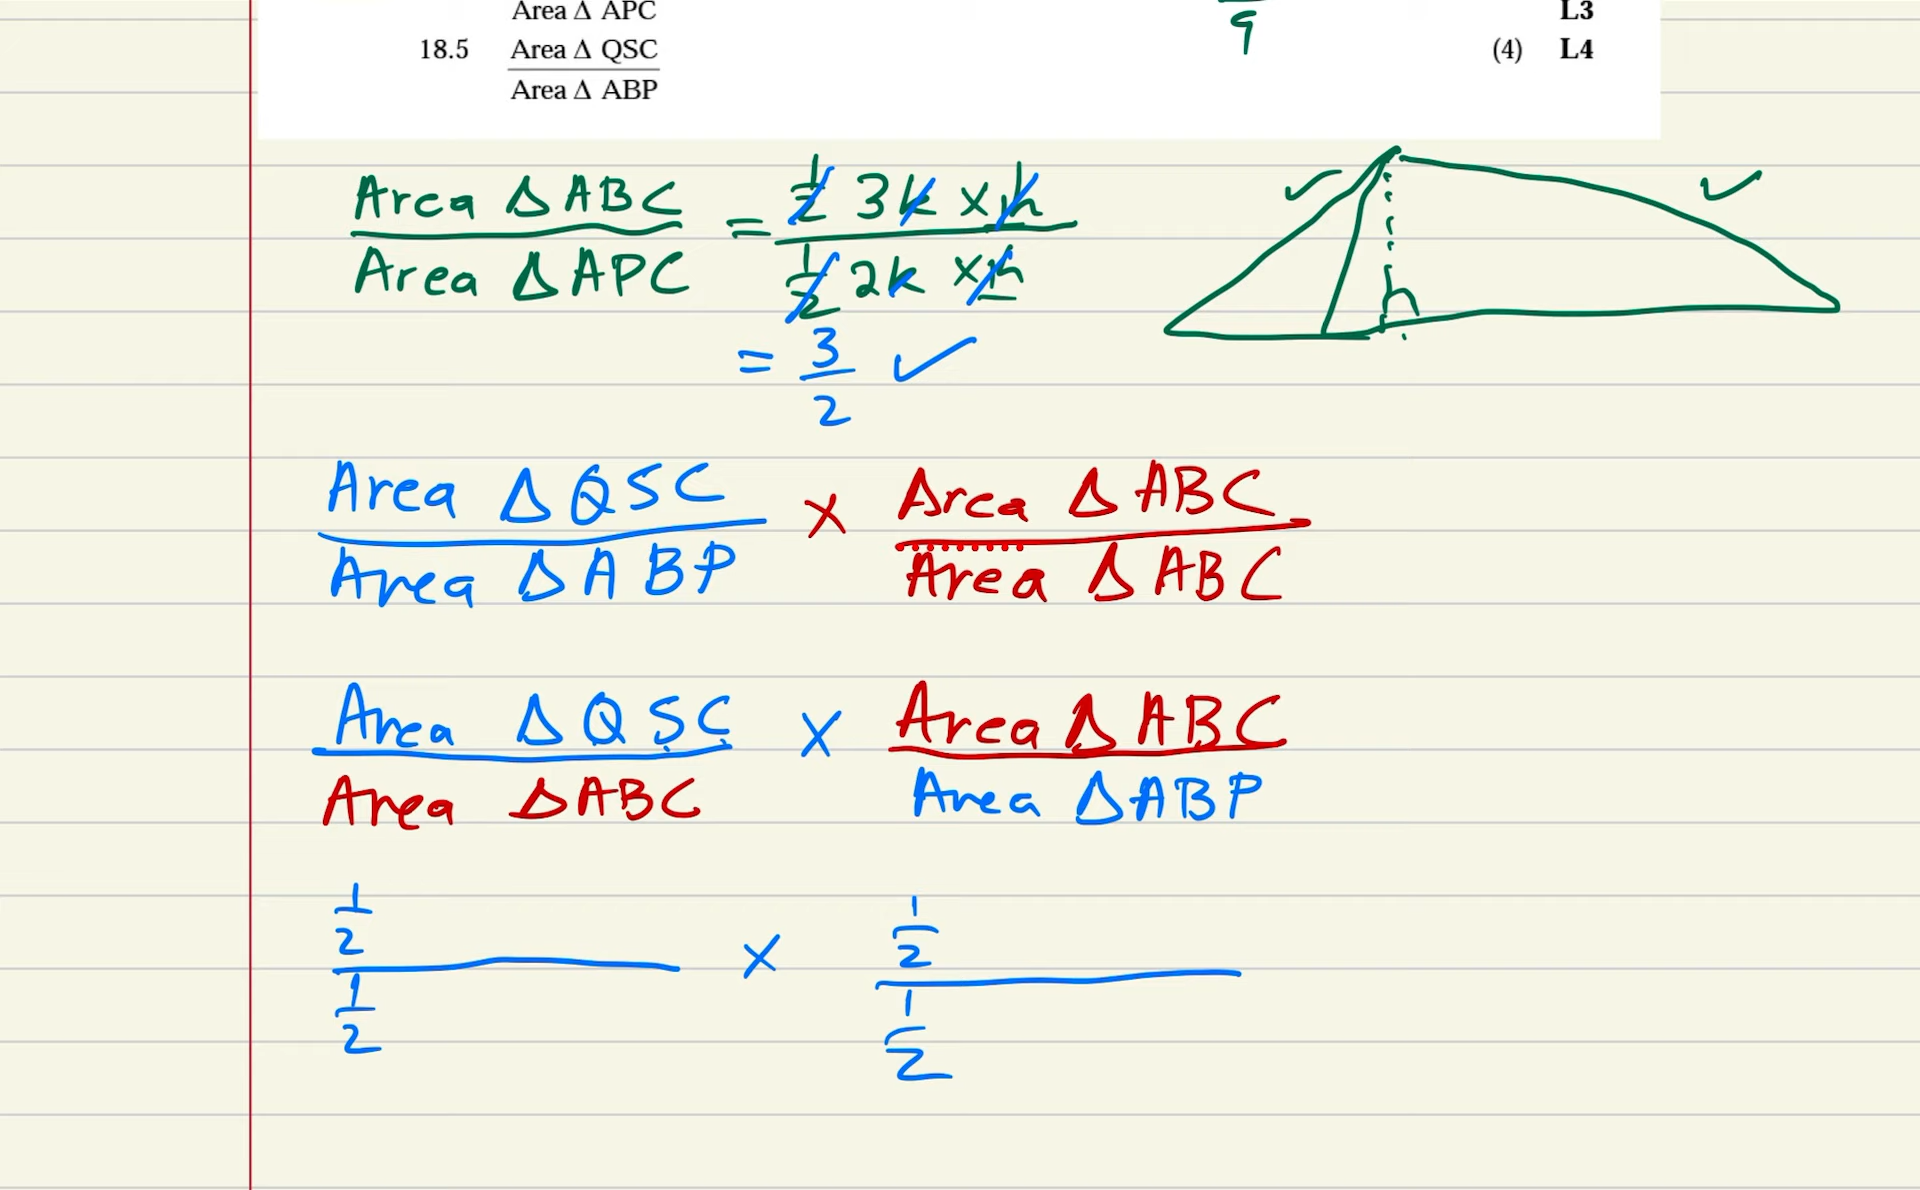 Area Δ APC
9
L3
18.5 Area Δ QSC (4) L4
Area Δ ABP
Area Δ ABC = 1/2 3k × h
Area Δ APC 1/2 2k × h
h
= 3/2 ✓
Area Δ QSC × Area Δ ABC
Area Δ ABP Area Δ ABC
Area Δ QSC × Area Δ ABC
Area Δ ABC Area Δ ABP
1/2 × 1/2
1/2 1/2